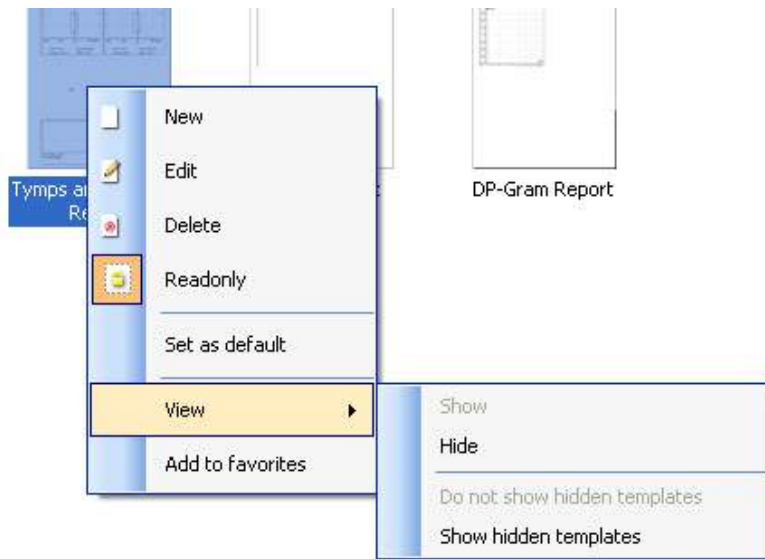 Tymps a
Re
DP-Gram Report
New
Edit
Delete
Readonly
Set as default
View
Add to favorites
Show
Hide
Do not show hidden templates
Show hidden templates